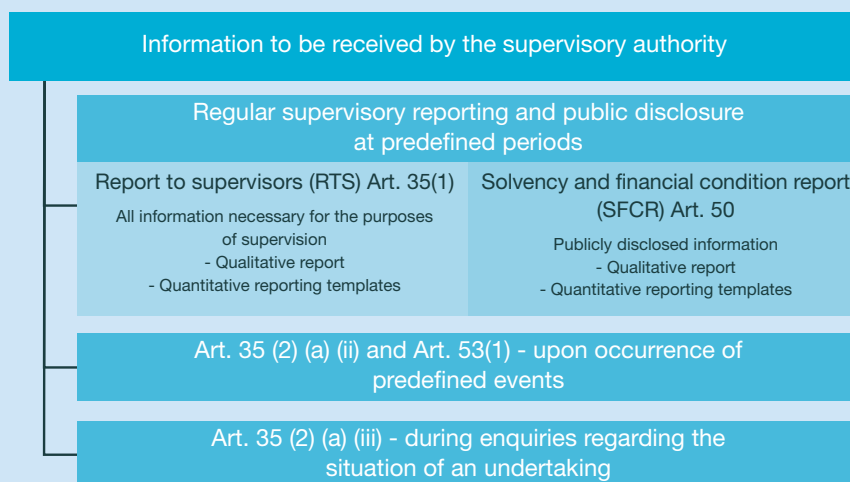 Information to be received by the supervisory authority
Regular supervisory reporting and public disclosure
at predefined periods
Report to supervisors (RTS) Art. 35(1)
All information necessary for the purposes
of supervision
- Qualitative report
- Quantitative reporting templates
Solvency and financial condition report
(SFCR) Art. 50
Publicly disclosed information
- Qualitative report
- Quantitative reporting templates
Art. 35 (2) (a) (ii) and Art. 53(1) - upon occurrence of
predefined events
Art. 35 (2) (a) (iii) - during enquiries regarding the
situation of an undertaking